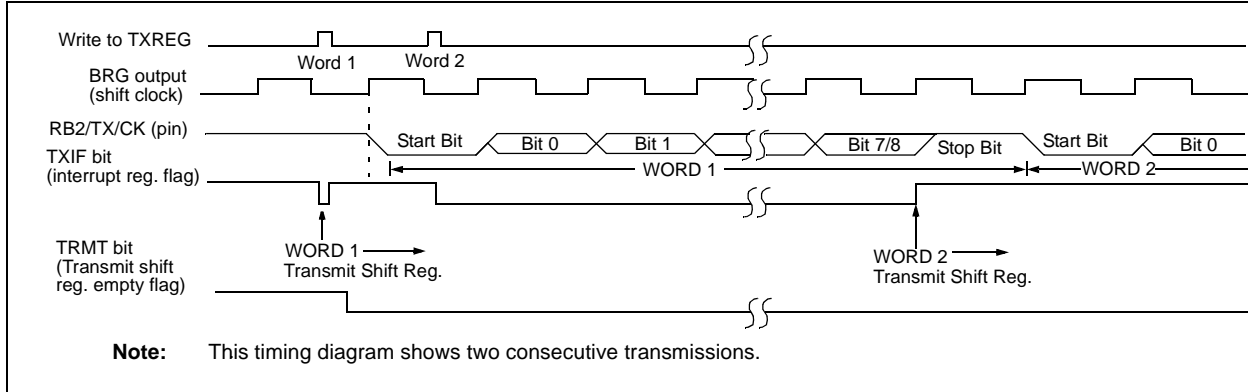 Write to TXREG
Word 1
Word 2
BRG output
(shift clock)
RB2/TX/CK (pin)
Start Bit
Bit 0
Bit 1
Bit 7/8
Stop Bit
Start Bit
Bit 0
TXIF bit
(interrupt reg. flag)
WORD 1
WORD 2
TRMT bit
(Transmit shift
reg. empty flag)
WORD 1
Transmit Shift Reg.
WORD 2
Transmit Shift Reg.
Note: This timing diagram shows two consecutive transmissions.